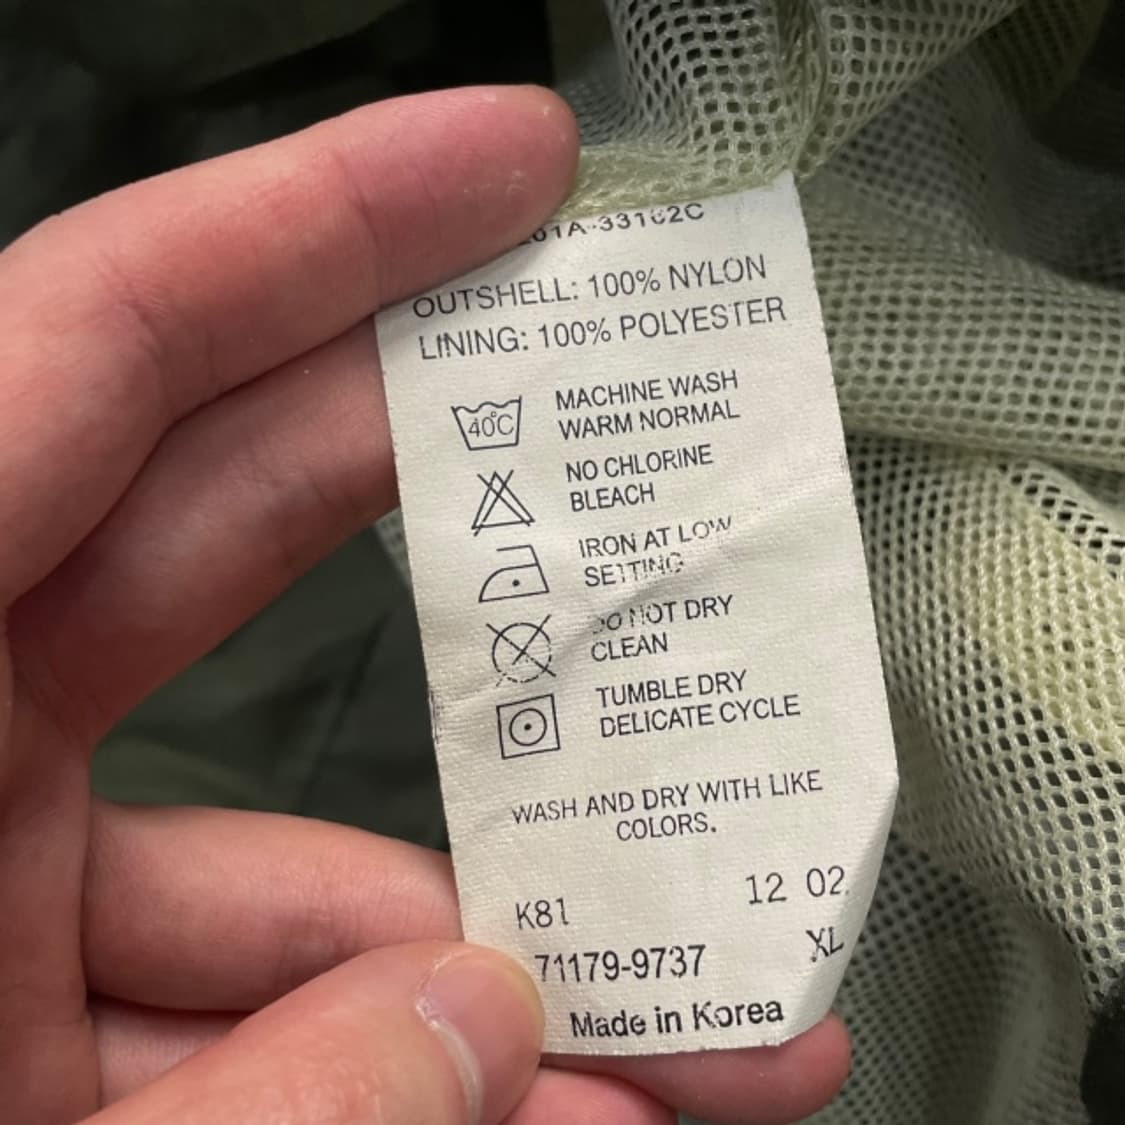 OUTSHELL: 100% NYLON
LINING: 100% POLYESTER
40°C
MACHINE WASH
WARM NORMAL
NO CHLORINE
BLEACH
IRON AT LOW
SETTING
DO NOT DRY
CLEAN
TUMBLE DRY
DELICATE CYCLE
WASH AND DRY WITH LIKE
COLORS.
K81
12 02
71179-9737
XL
Made in Korea